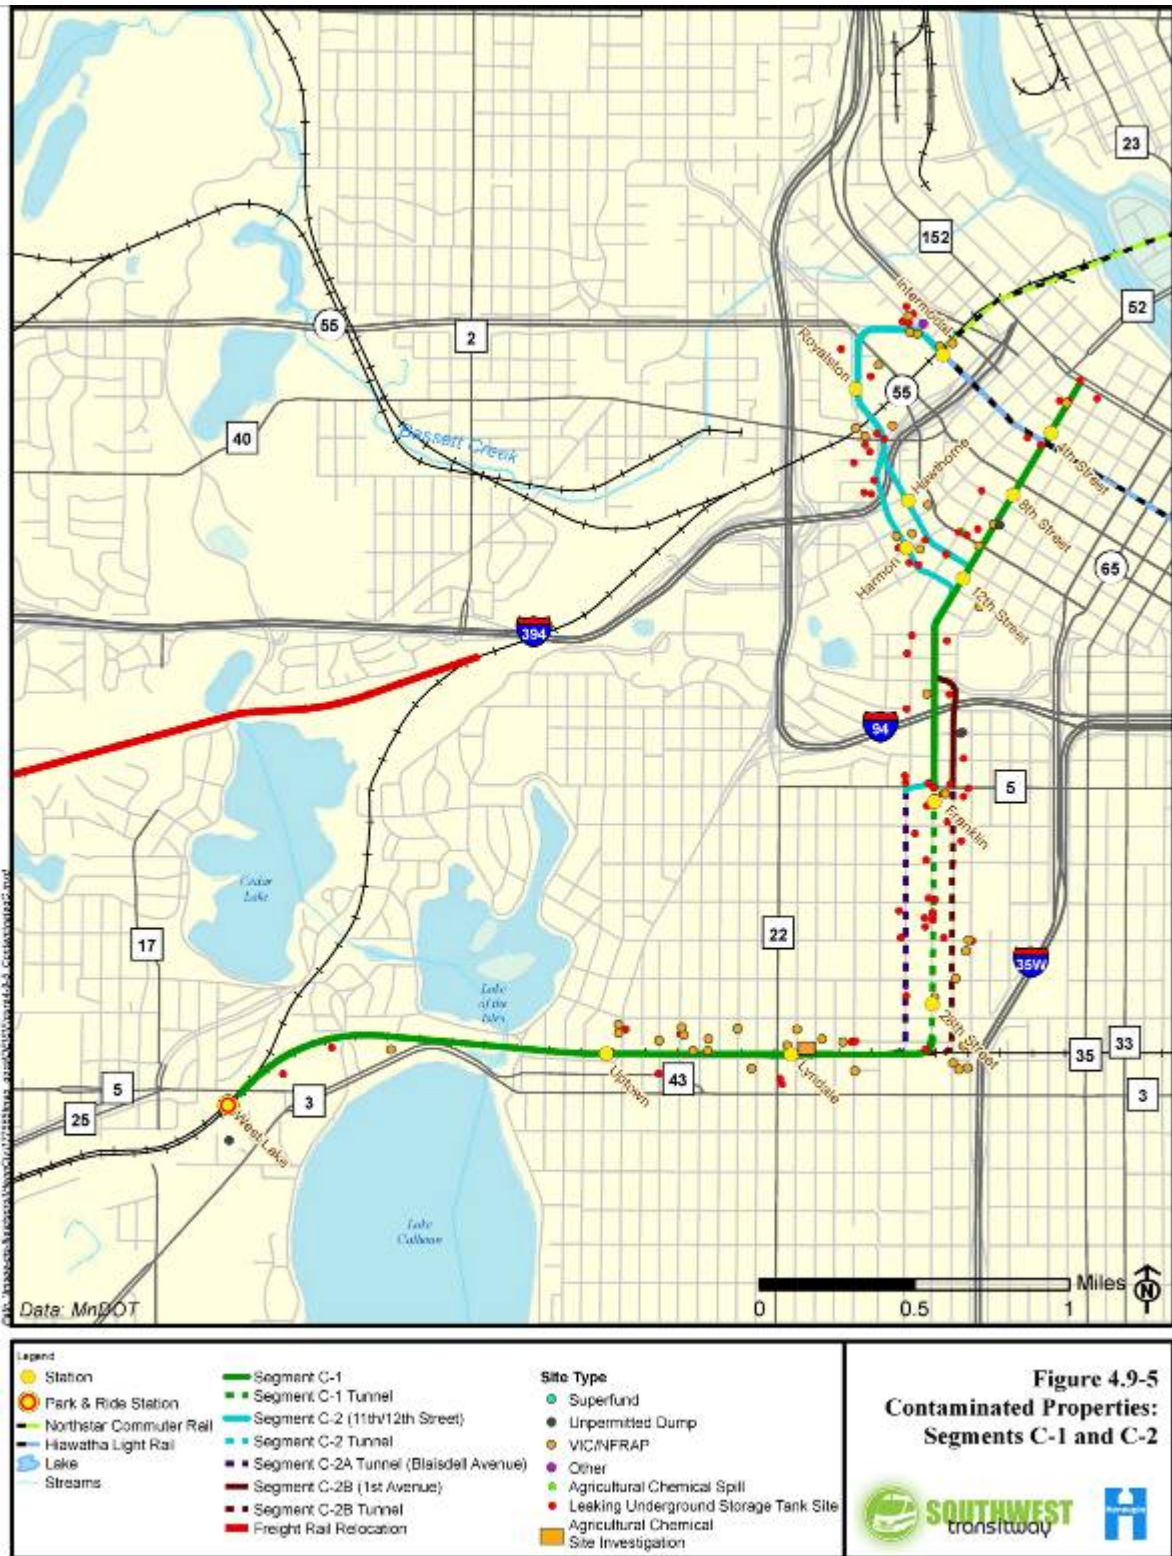 23
152
52
55
2
Intermodal
Royalston
55
40
Bassett Creek
Hawthorne
4th Street
8th Street
65
Harmon
12th Street
394
94
5
Franklin
Cedar
Lake
22
17
35W
Lake
of the
Isles
28th Street
35
33
Uptown
Lyndale
43
5
3
3
25
West Lake
Lake
Calhoun
Miles
N
Data: MnDOT
0
0.5
1
Legend
Station
Park & Ride Station
Northstar Commuter Rail
Hiawatha Light Rail
Lake
Streams
Segment C-1
Segment C-1 Tunnel
Segment C-2 (11th/12th Street)
Segment C-2 Tunnel
Segment C-2A Tunnel (Blaisdell Avenue)
Segment C-2B (1st Avenue)
Segment C-2B Tunnel
Freight Rail Relocation
Site Type
Superfund
Unpermitted Dump
VIC/NFRAP
Other
Agricultural Chemical Spill
Leaking Underground Storage Tank Site
Agricultural Chemical
Site Investigation
Figure 4.9-5
Contaminated Properties:
Segments C-1 and C-2
SOUTHWEST
transitway
Hennepin